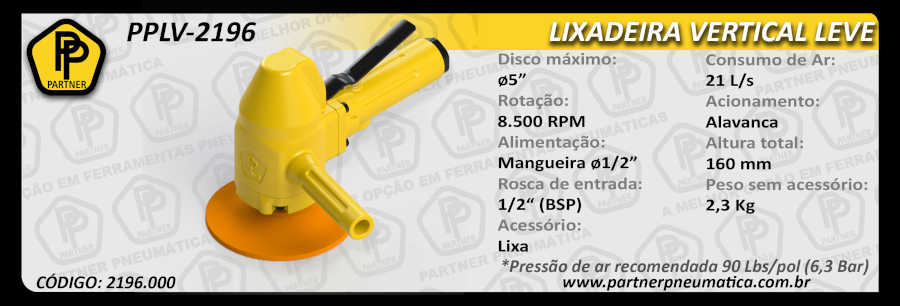 PPLV-2196
LIXADEIRA VERTICAL LEVE
PP
PARTNER
Disco máximo:
ø5”
Rotação:
8.500 RPM
Alimentação:
Mangueira ø1/2”
Rosca de entrada:
1/2“ (BSP)
Acessório:
Lixa
Consumo de Ar:
21 L/s
Acionamento:
Alavanca
Altura total:
160 mm
Peso sem acessório:
2,3 Kg
*Pressão de ar recomendada 90 Lbs/pol (6,3 Bar)
www.partnerpneumatica.com.br
CÓDIGO: 2196.000